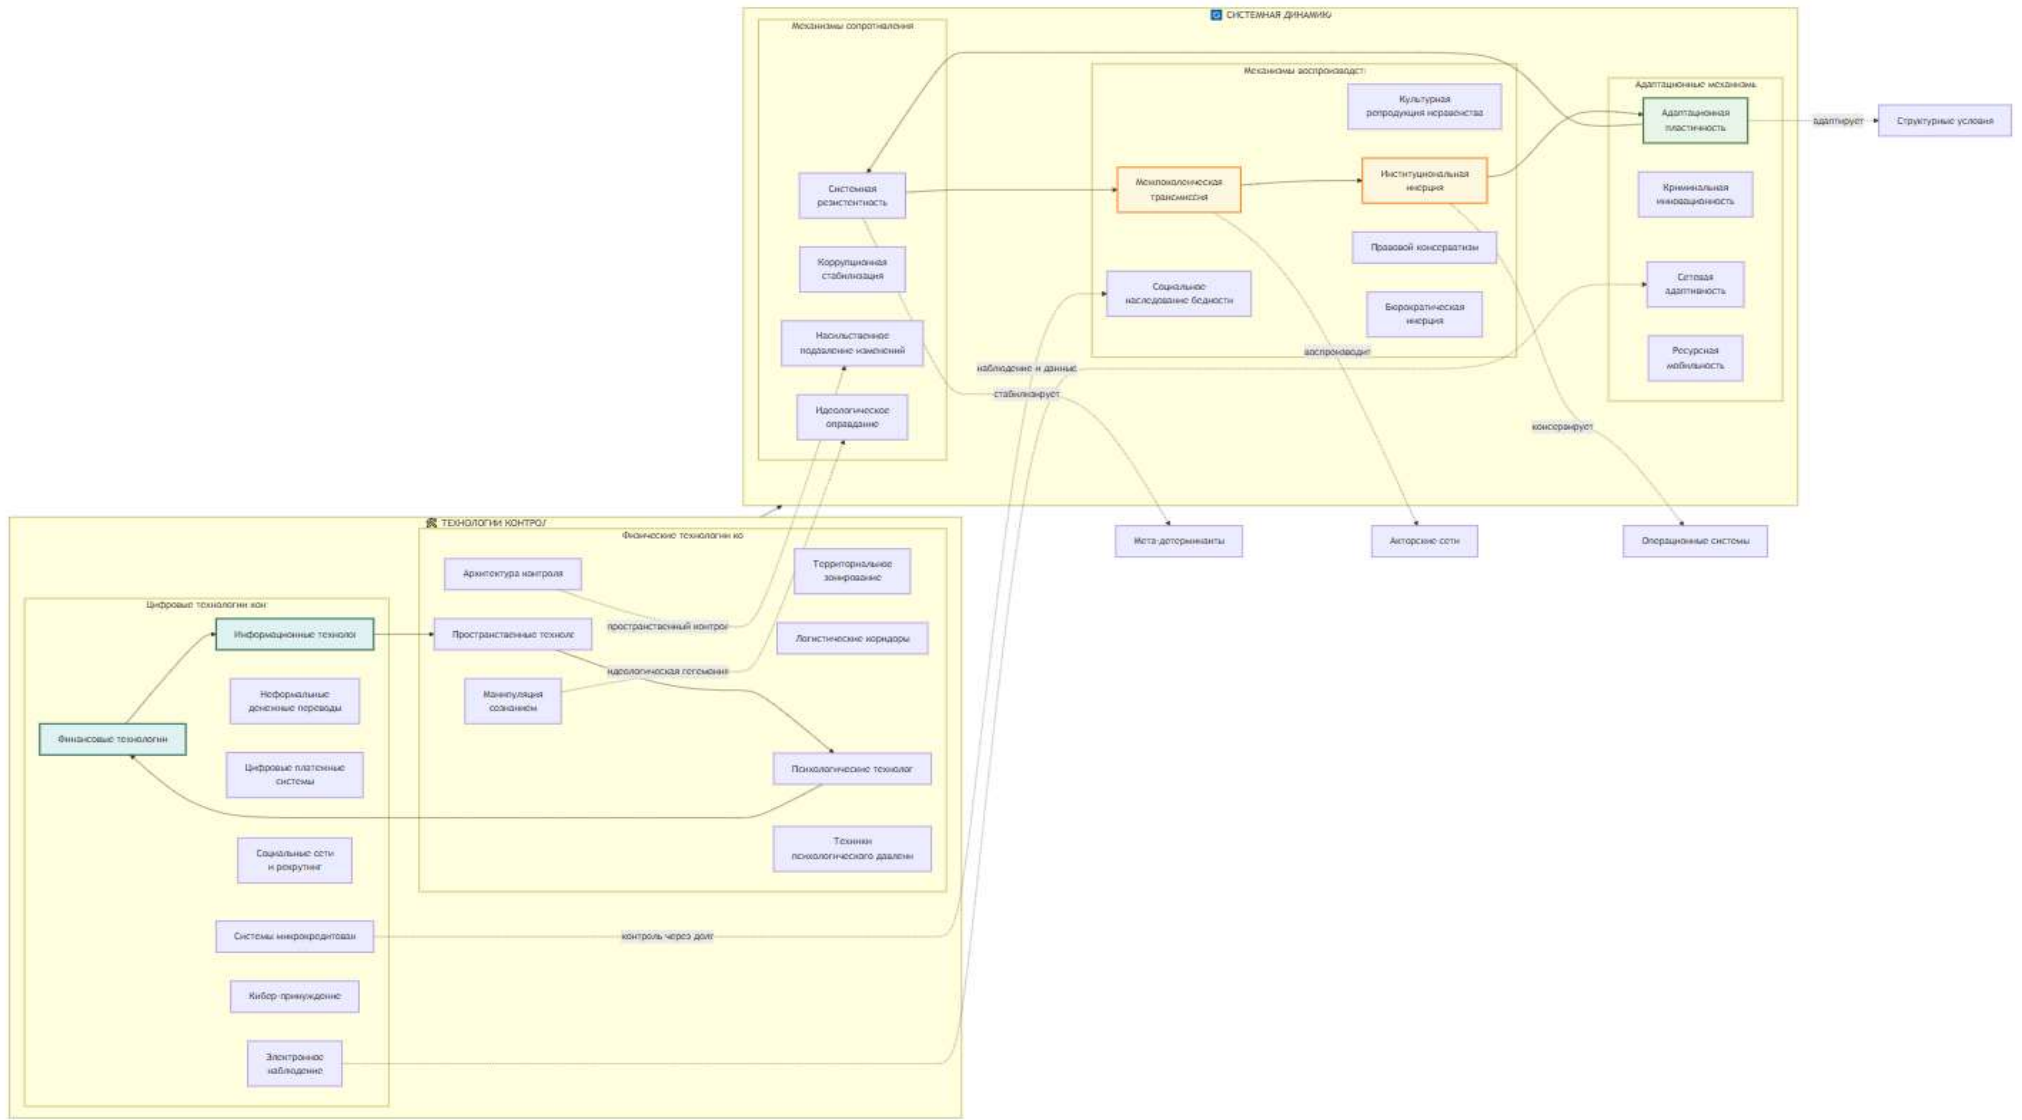 СИСТЕМНАЯ ДИНАМИК
Механизмы сопротивления
Системная
резистентность
Коррупционная
стабилизация
Насильственное
подавление изменений
Идеологическое
оправдание
Механизмы воспроизводст
Культурная
репродукция неравенства
Межпоколенческая
трансмиссия
Институциональная
инерция
Правовой консерватизм
Социальное
наследование бедности
Бюрократическая
инерция
Адаптационные механизмы
Адаптационная
пластичность
Криминальная
инновационность
Сетевая
адаптивность
Ресурсная
мобильность
адаптирует
Структурные условия
воспроизводит
наблюдение и данные
стабилизирует
консервирует
Мета-детерминанты
Акторские сети
Операционные системы
ТЕХНОЛОГИИ КОНТРОЛ
Физические технологии ко
Архитектура контроля
Территориальное
зонирование
пространственный контрол
Пространственные техноло
Логистические коридоры
идеологическая гегемония
Манипуляция
сознанием
Психологические технолог
Техники
психологического давлени
Цифровые технологии кон
Информационные технолог
Неформальные
денежные переводы
Финансовые технологии
Цифровые платежные
системы
Социальные сети
и рекрутинг
Системы микрокредитован
контроль через долг
Кибер-принуждение
Электронное
наблюдение